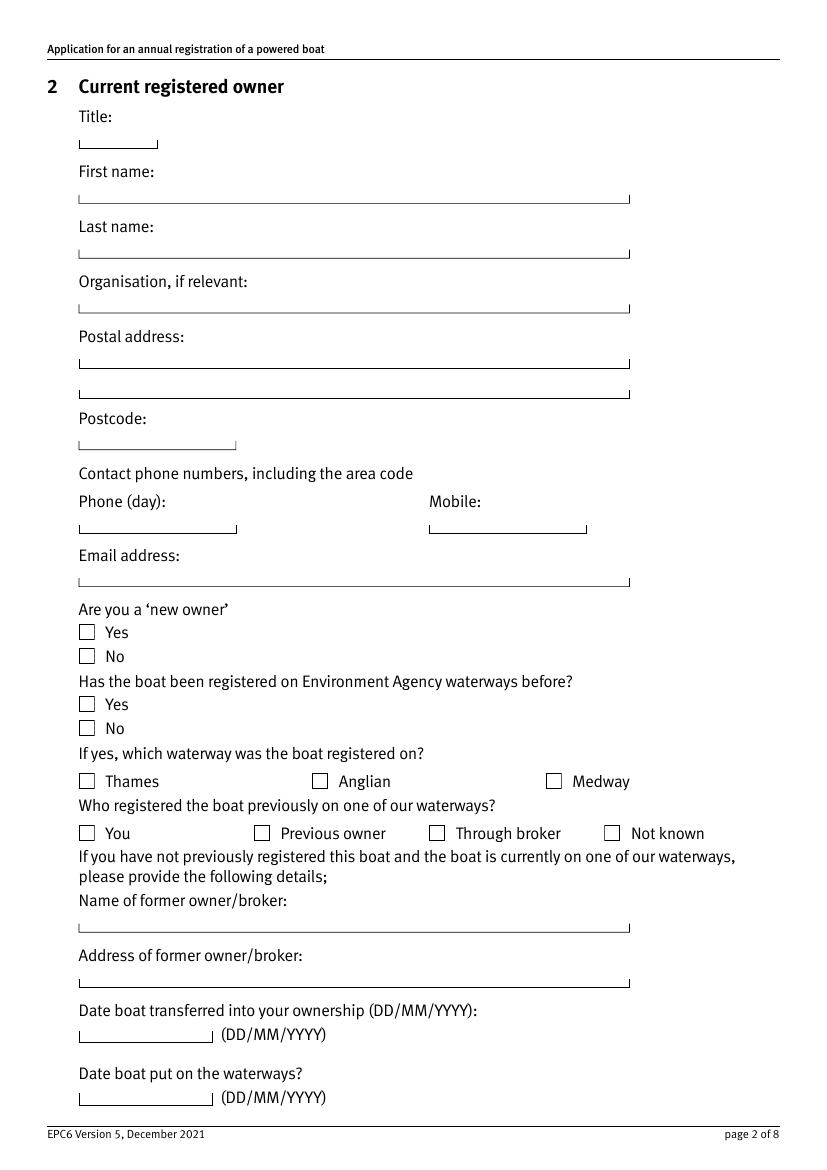 Application for an annual registration of a powered boat
2 Current registered owner
Title:
First name:
Last name:
Organisation, if relevant:
Postal address:
Postcode:
Contact phone numbers, including the area code
Phone (day): Mobile:
Email address:
Are you a ‘new owner’
Yes
No
Has the boat been registered on Environment Agency waterways before?
Yes
No
If yes, which waterway was the boat registered on?
Thames Anglian Medway
Who registered the boat previously on one of our waterways?
You Previous owner Through broker Not known
If you have not previously registered this boat and the boat is currently on one of our waterways,
please provide the following details;
Name of former owner/broker:
Address of former owner/broker:
Date boat transferred into your ownership (DD/MM/YYYY):
(DD/MM/YYYY)
Date boat put on the waterways?
(DD/MM/YYYY)
EPC6 Version 5, December 2021 page 2 of 8